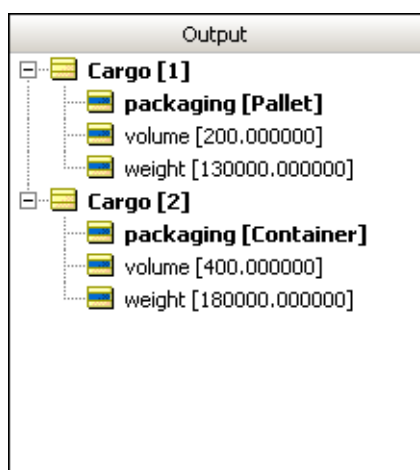 Output
Cargo [1]
packaging [Pallet]
volume [200.000000]
weight [130000.000000]
Cargo [2]
packaging [Container]
volume [400.000000]
weight [180000.000000]